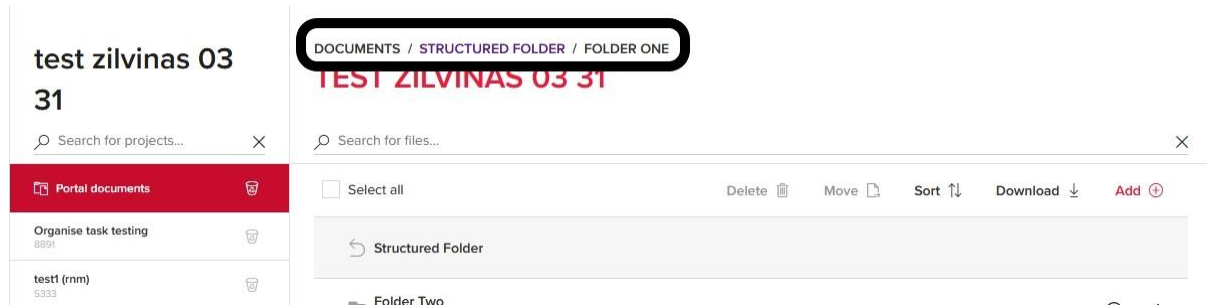 test zilvinas 03
31
Search for projects...
Portal documents
Organise task testing
8891
test1 (rnm)
5333
DOCUMENTS / STRUCTURED FOLDER / FOLDER ONE
TEST ZILVINAS 03 31
Search for files...
Select all
Delete
Move
Sort
Download
Add
Structured Folder
Folder Two